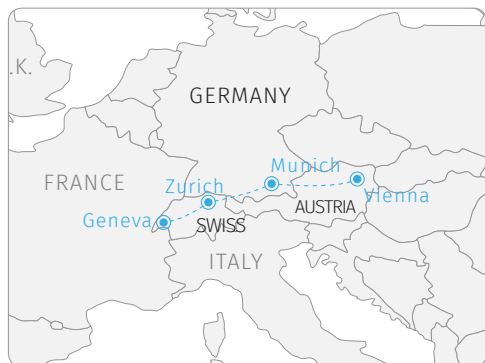 .K.
GERMANY
Munich
FRANCE
Zurich
Vienna
Geneva
SWISS
AUSTRIA
ITALY